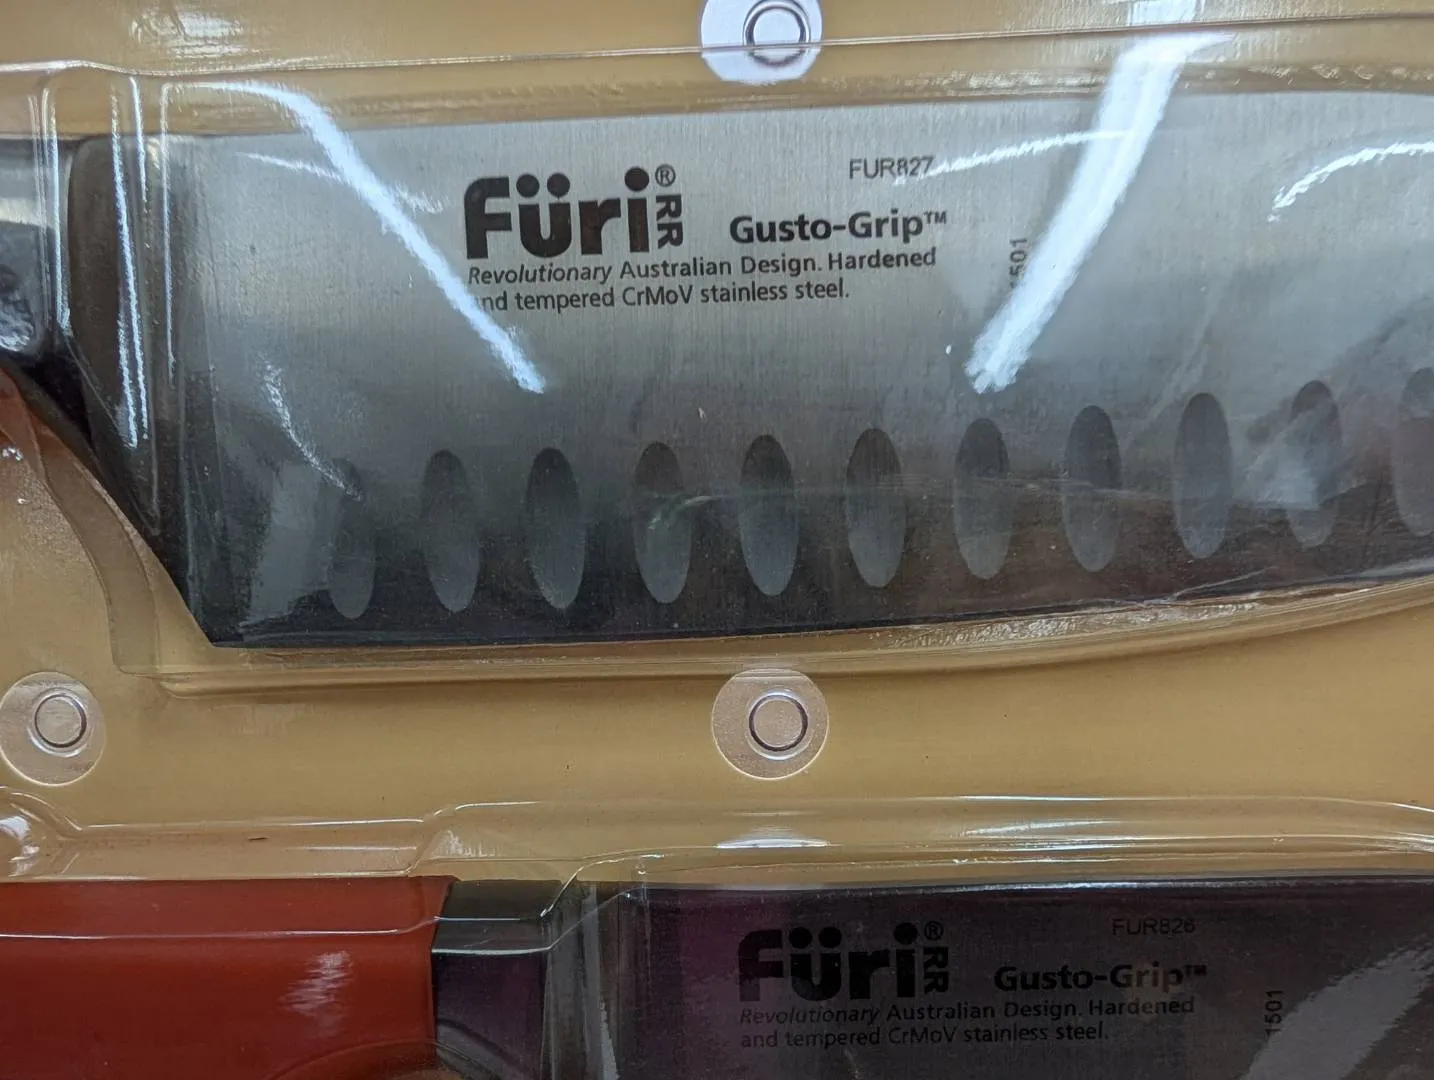 Füri® RR
FUR827
Gusto-Grip™
Revolutionary Australian Design. Hardened
and tempered CrMoV stainless steel.
1501
Füri® RR
FUR826
Gusto-Grip™
Revolutionary Australian Design. Hardened
and tempered CrMoV stainless steel.
1501